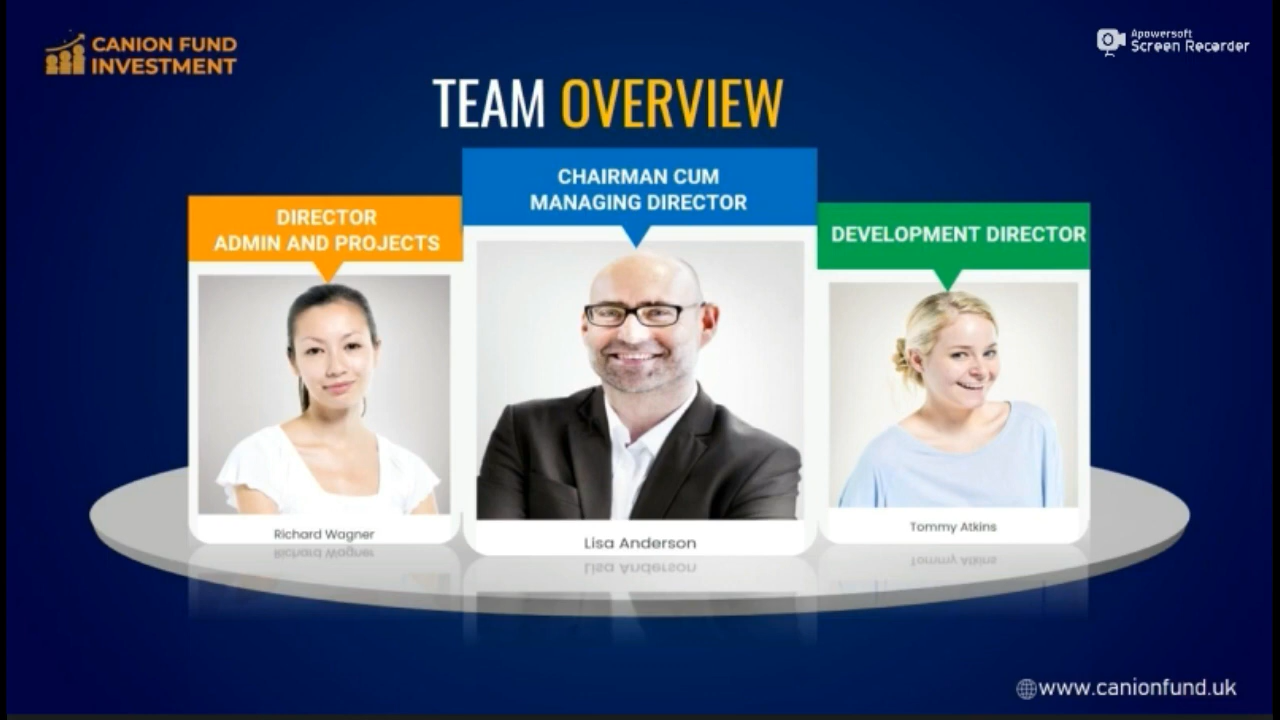 CANION FUND
INVESTMENT
Apowersoft
Screen Recorder
TEAM OVERVIEW
DIRECTOR
ADMIN AND PROJECTS
CHAIRMAN CUM
MANAGING DIRECTOR
DEVELOPMENT DIRECTOR
Richard Wagner
Lisa Anderson
Tommy Atkins
www.canionfund.uk